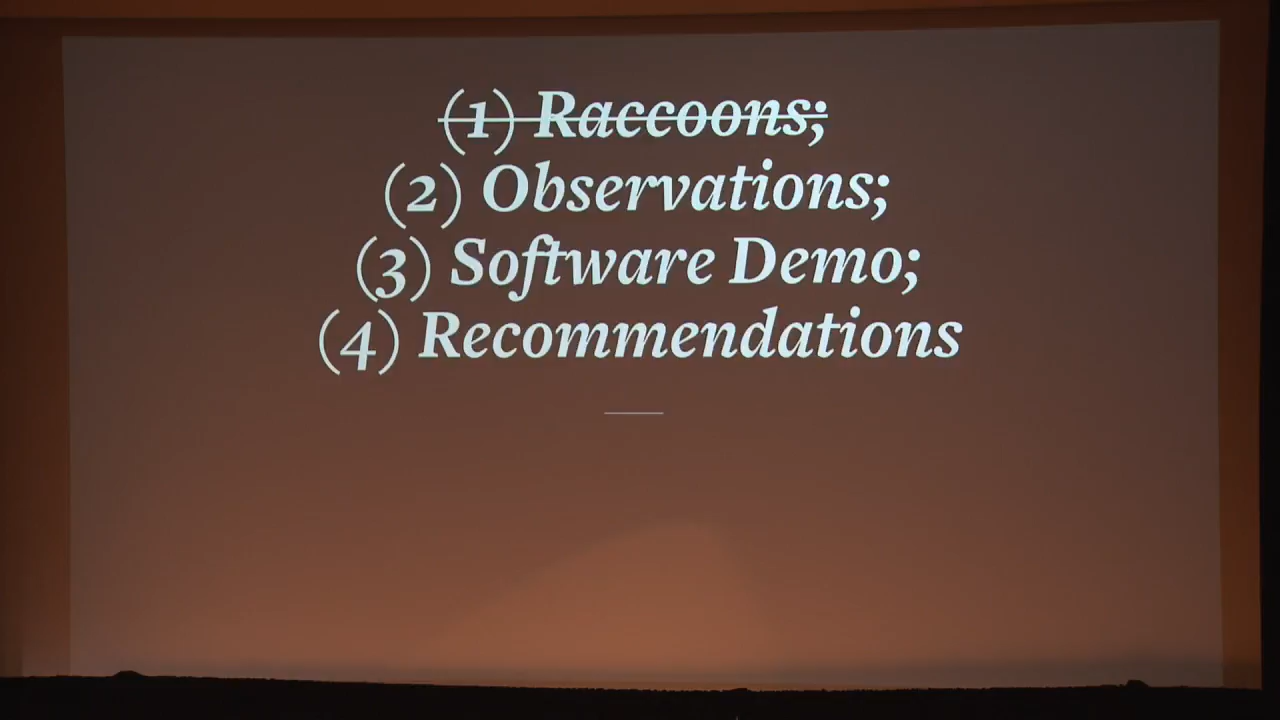 (1) Raccoons;
(2) Observations;
(3) Software Demo;
(4) Recommendations